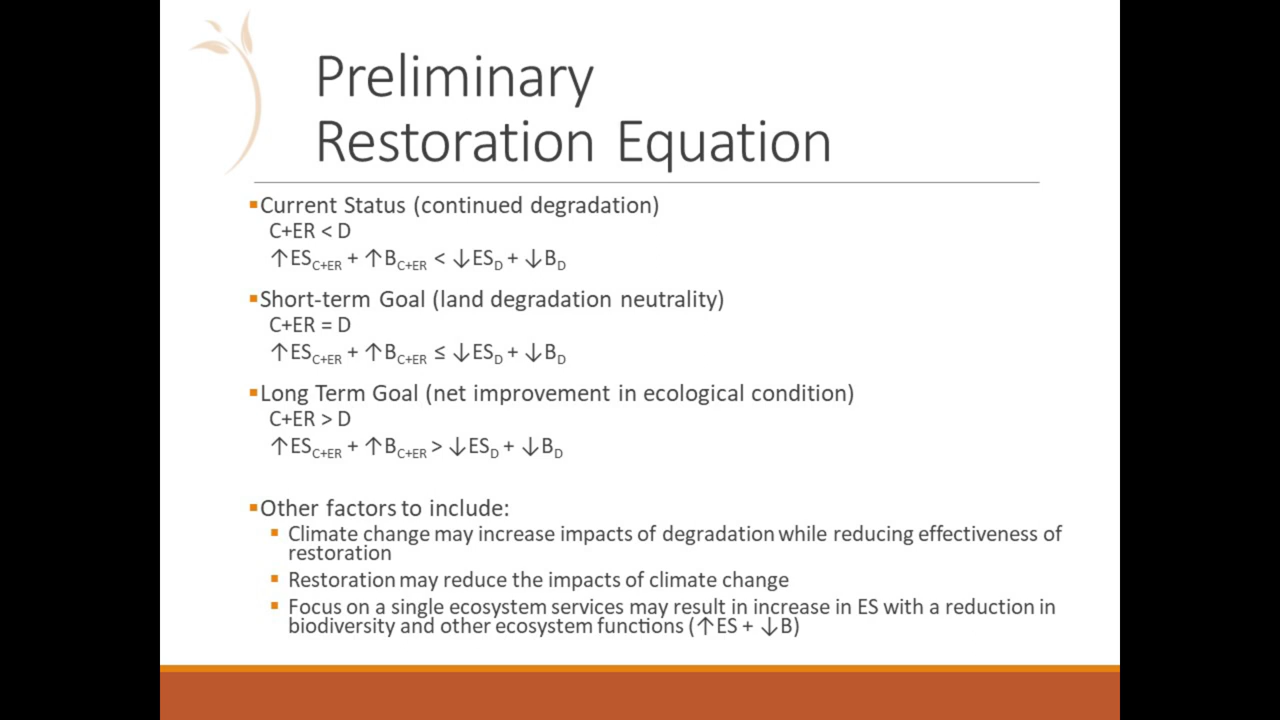 Preliminary
Restoration Equation
▪Current Status (continued degradation)
C+ER < D
↑ES_C+ER + ↑B_C+ER < ↓ES_D + ↓B_D
▪Short-term Goal (land degradation neutrality)
C+ER = D
↑ES_C+ER + ↑B_C+ER ≤ ↓ES_D + ↓B_D
▪Long Term Goal (net improvement in ecological condition)
C+ER > D
↑ES_C+ER + ↑B_C+ER > ↓ES_D + ↓B_D
▪Other factors to include:
▪ Climate change may increase impacts of degradation while reducing effectiveness of
restoration
▪ Restoration may reduce the impacts of climate change
▪ Focus on a single ecosystem services may result in increase in ES with a reduction in
biodiversity and other ecosystem functions (↑ES + ↓B)